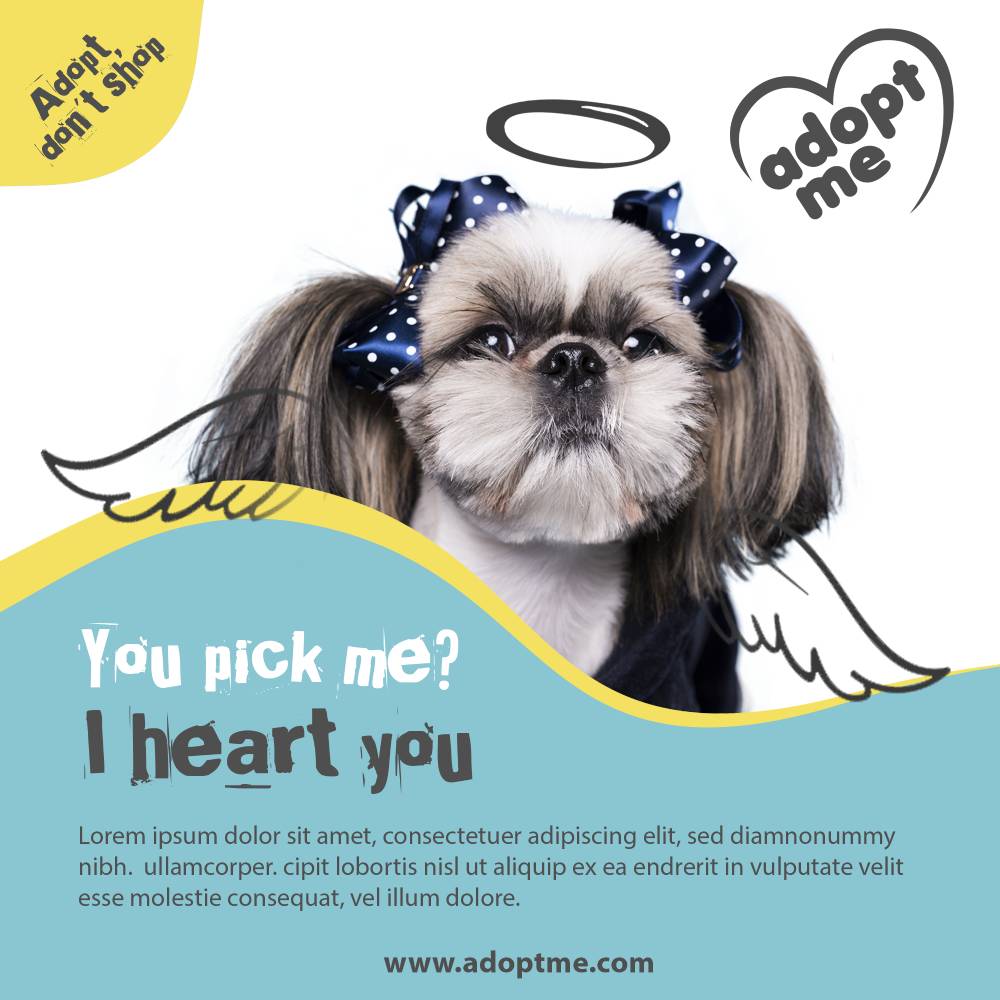 Adopt,
don't shop
adopt
me
You pick me?
I heart you
Lorem ipsum dolor sit amet, consectetuer adipiscing elit, sed diamnonummy
nibh.  ullamcorper. cipit lobortis nisl ut aliquip ex ea endrerit in vulputate velit
esse molestie consequat, vel illum dolore.
www.adoptme.com